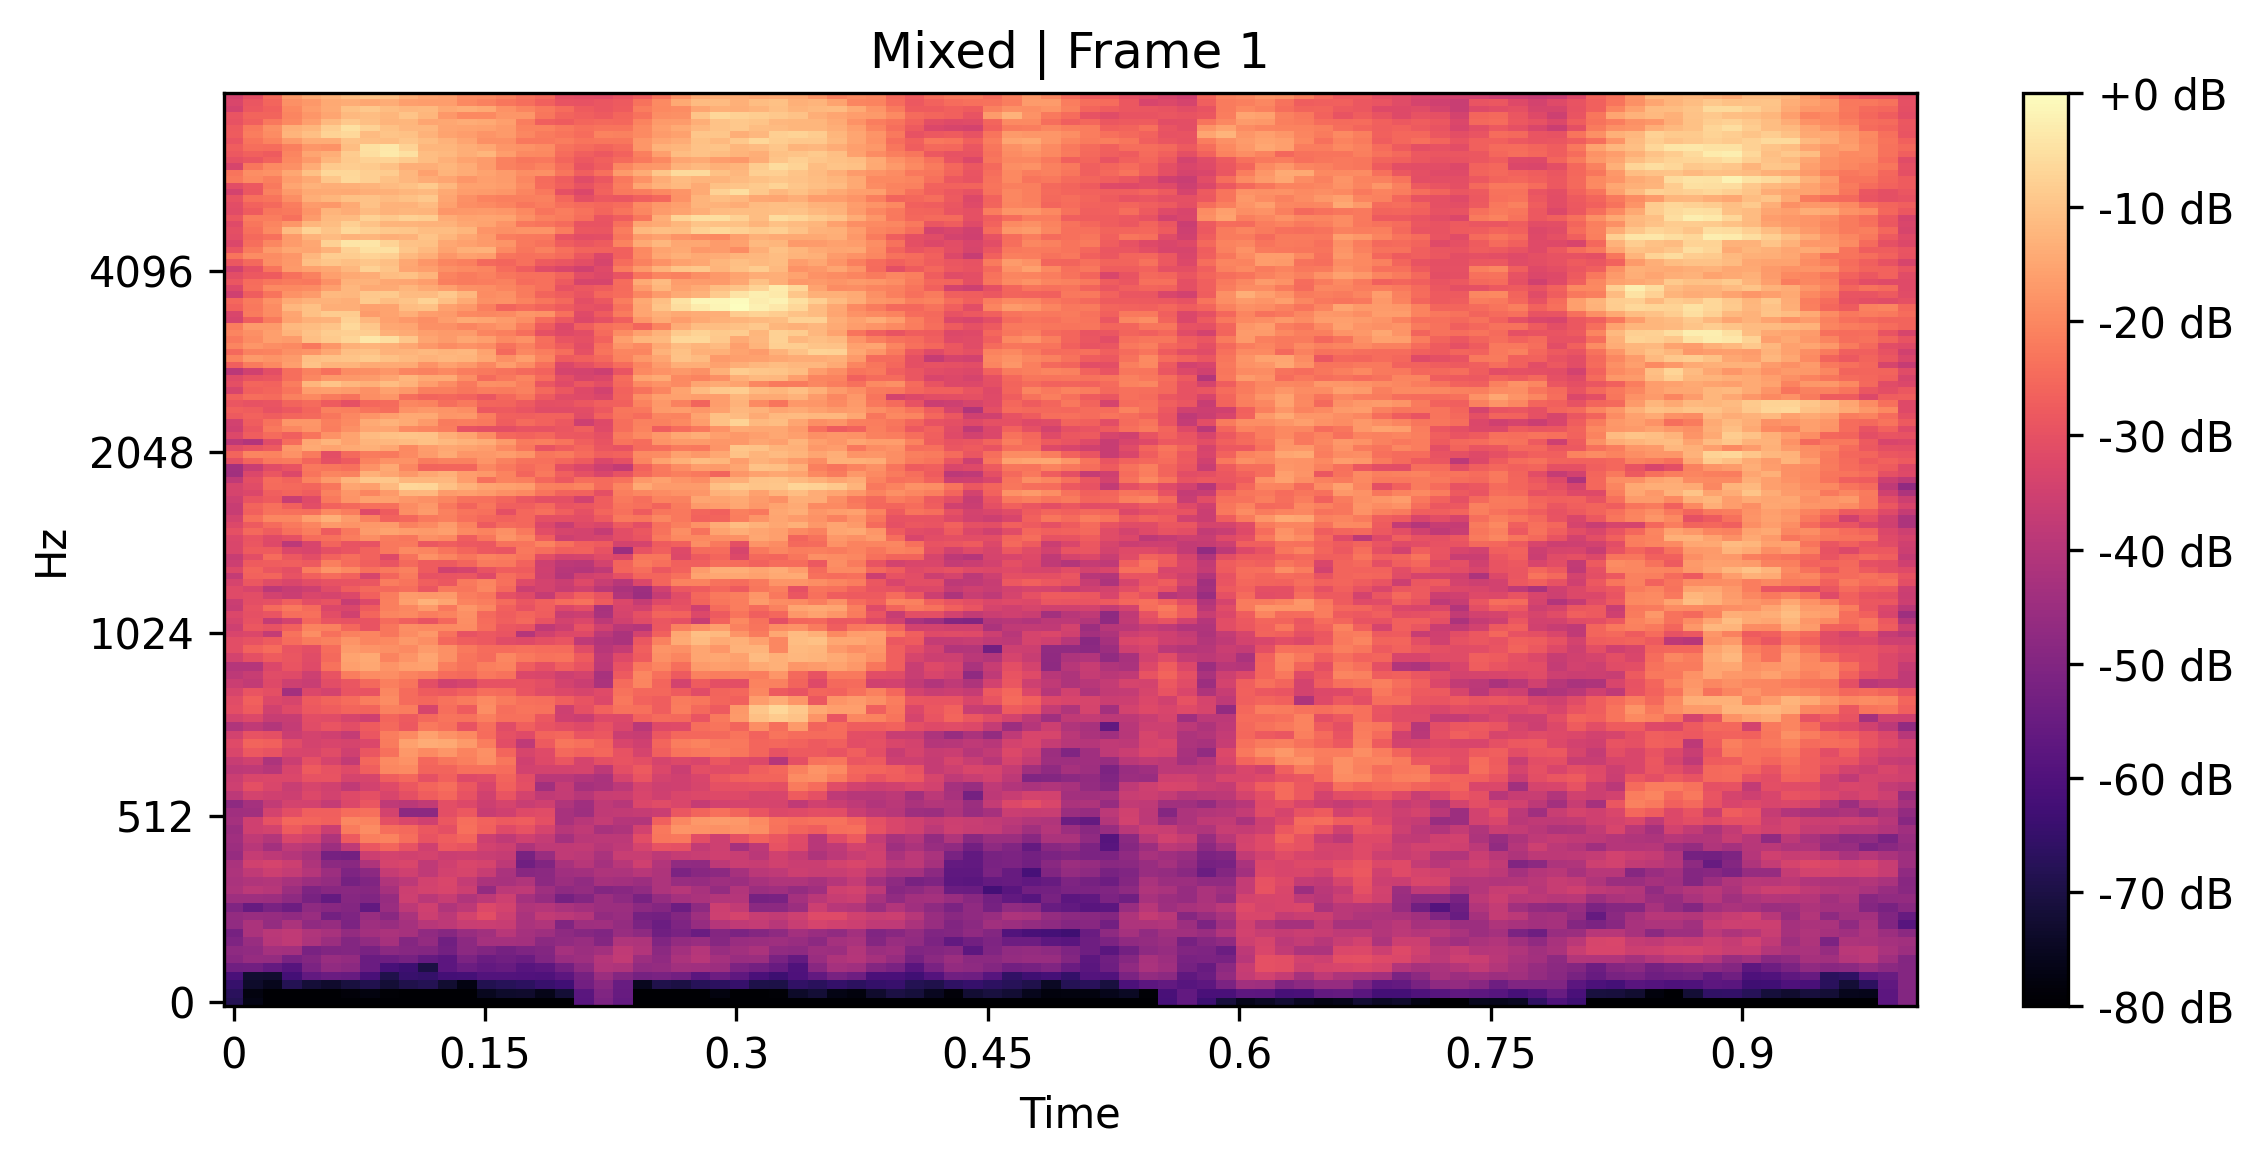 Mixed | Frame 1
+0 dB
-10 dB
-20 dB
-30 dB
-40 dB
-50 dB
-60 dB
-70 dB
-80 dB
Hz
4096
2048
1024
512
0
0 0.15 0.3 0.45 0.6 0.75 0.9
Time